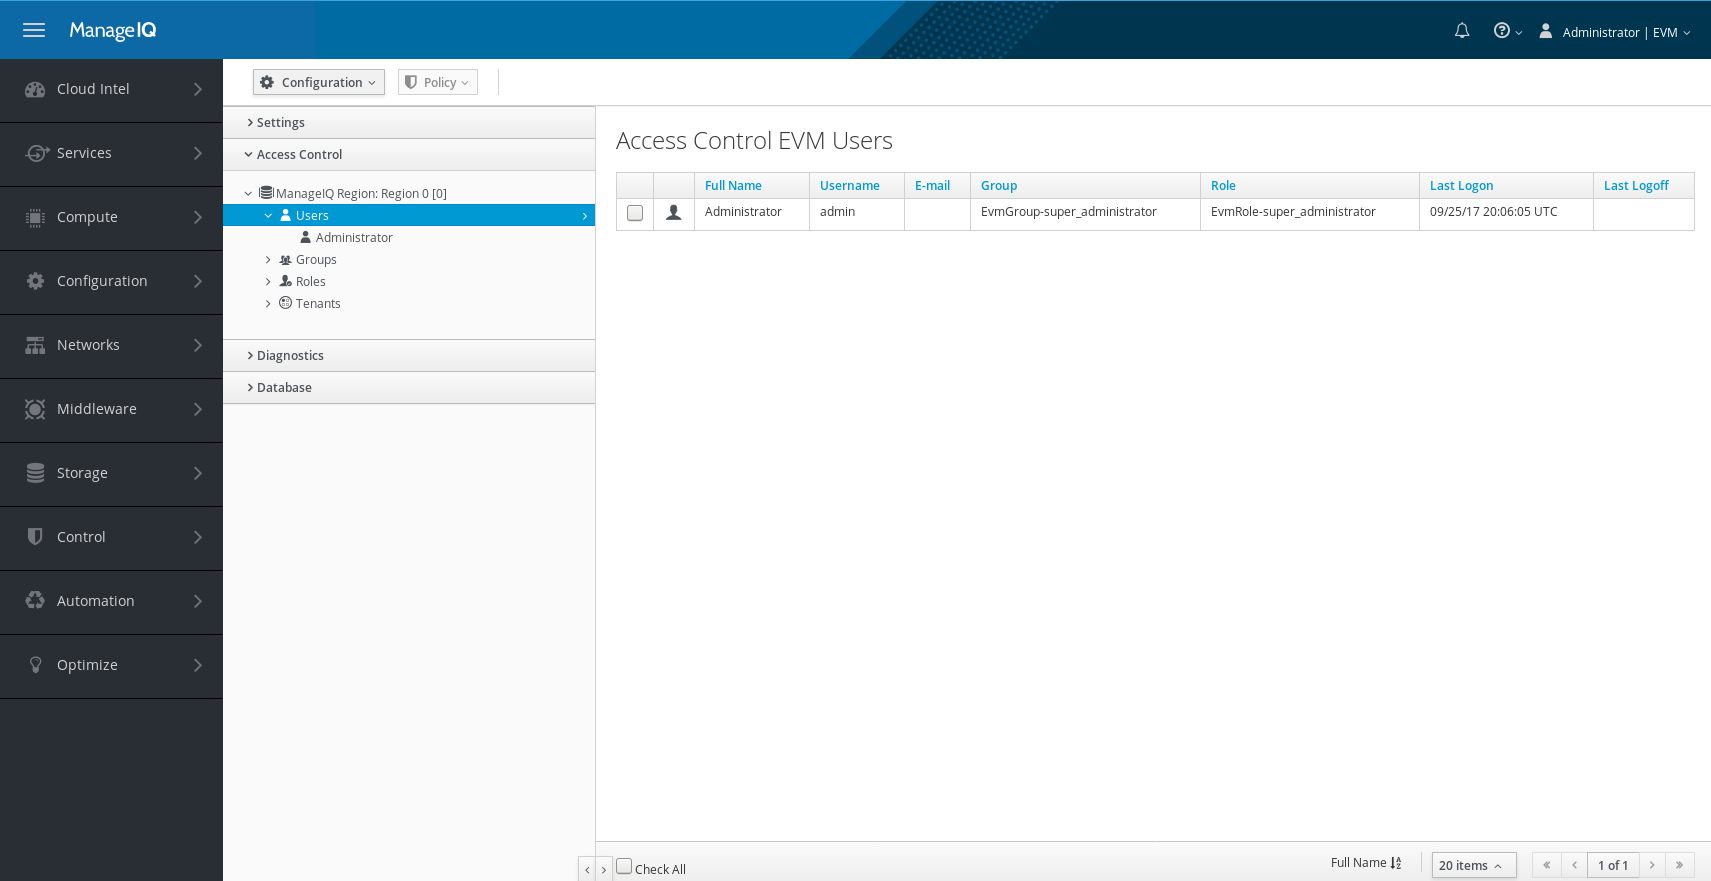 ManageIQ
Administrator | EVM
Cloud Intel
Services
Compute
Configuration
Networks
Middleware
Storage
Control
Automation
Optimize
Configuration
Policy
Settings
Access Control
ManageIQ Region: Region 0 [0]
Users
Administrator
Groups
Roles
Tenants
Diagnostics
Database
Access Control EVM Users
Full Name Username E-mail Group Role Last Logon Last Logoff
Administrator admin EvmGroup-super_administrator EvmRole-super_administrator 09/25/17 20:06:05 UTC
Check All
Full Name
20 items
1 of 1